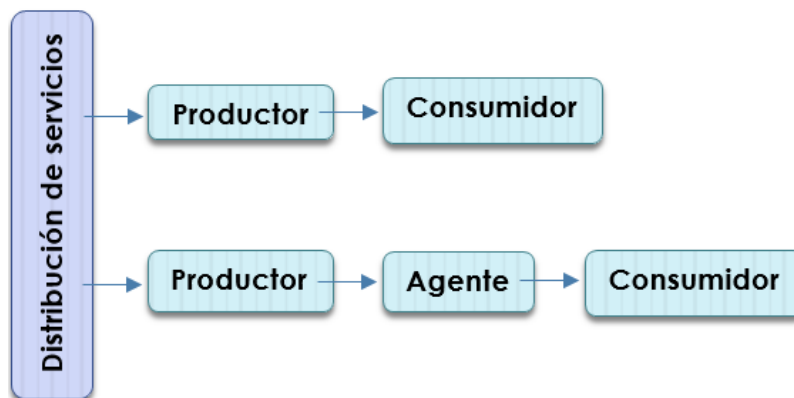 Distribución de servicios
Productor
Consumidor
Productor
Agente
Consumidor